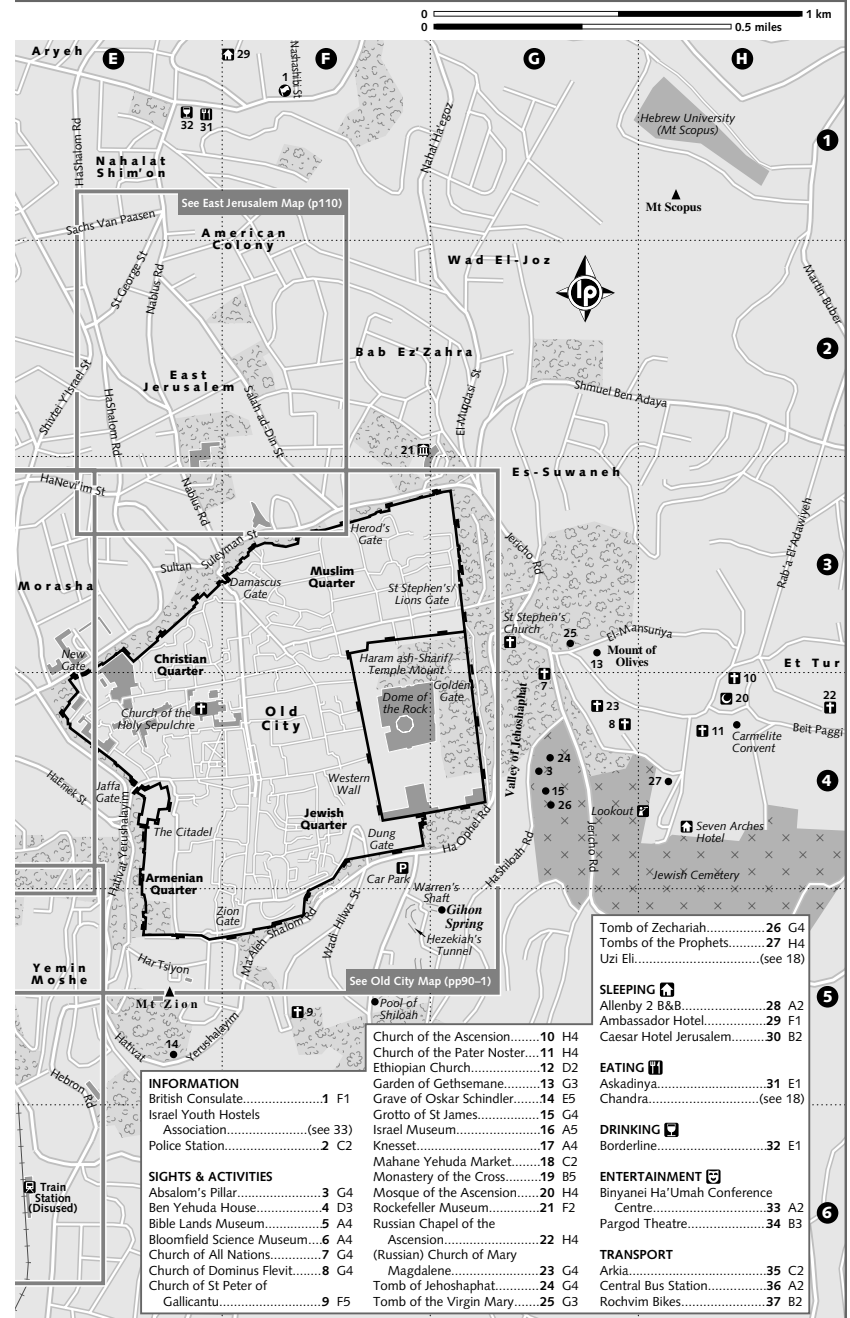 0 1 km
0 0.5 miles
Aryeh
E
29
F
Nashashibi St
1
G
H
32
31
HaShalom Rd
Nahal Ha'egoz
Hebrew University
(Mt Scopus)
1
Nahalat
Shim'on
Mt Scopus
See East Jerusalem Map (p110)
Sachs Van Paasen
American
Colony
Wad El-Joz
lp
St George St
Nablus Rd
Martin Buber
2
Bab Ez'Zahra
East
Jerusalem
Shivtei Y'Israel St
HaShalom Rd
Salah ad-Din St
El-Muqdasi St
Shmuel Ben Adaya
21
Es-Suwaneh
HaNevi'im St
Nablus Rd
Herod's
Gate
Jericho Rd
Rab'a El'Adawiyeh
3
Sultan Suleyman St
Morasha
Damascus
Gate
Muslim
Quarter
St Stephen's/
Lions Gate
St Stephen's
Church
25
El-Mansuriya
13
Mount of
Olives
Et Tur
New
Gate
Christian
Quarter
Haram ash-Sharif/
Temple Mount
Golden
Gate
7
10
20
22
Dome of
the Rock
Church of the
Holy Sepulchre
Old
City
Valley of Jehoshaphat
23
8
11
Carmelite
Convent
Beit Paggi
24
3
27
4
HaEmek St
Jaffa
Gate
Western
Wall
15
26
Lookout
The Citadel
Jewish
Quarter
Dung
Gate
Ha'Ophel Rd
HaShiloah Rd
Jericho Rd
Seven Arches
Hotel
Hativat Yerushalayim
Armenian
Quarter
Car Park
Jewish Cemetery
Warren's
Shaft
Zion
Gate
Ma'Aleh Shalom Rd
Wadi Hilwa St
Gihon
Spring
Hezekiah's
Tunnel
Yemin
Moshe
Har Tsiyon
See Old City Map (pp90–1)
5
Mt Zion
9
Pool of
Shiloah
Hativat Yerushalayim
14
Hebron Rd
Train
Station
(Disused)
6
INFORMATION
British Consulate 1 F1
Israel Youth Hostels
Association (see 33)
Police Station 2 C2
SIGHTS & ACTIVITIES
Absalom's Pillar 3 G4
Ben Yehuda House 4 D3
Bible Lands Museum 5 A4
Bloomfield Science Museum 6 A4
Church of All Nations 7 G4
Church of Dominus Flevit 8 G4
Church of St Peter of
Gallicantu 9 F5
Church of the Ascension 10 H4
Church of the Pater Noster 11 H4
Ethiopian Church 12 D2
Garden of Gethsemane 13 G3
Grave of Oskar Schindler 14 E5
Grotto of St James 15 G4
Israel Museum 16 A5
Knesset 17 A4
Mahane Yehuda Market 18 C2
Monastery of the Cross 19 B5
Mosque of the Ascension 20 H4
Rockefeller Museum 21 F2
Russian Chapel of the
Ascension 22 H4
(Russian) Church of Mary
Magdalene 23 G4
Tomb of Jehoshaphat 24 G4
Tomb of the Virgin Mary 25 G3
Tomb of Zechariah 26 G4
Tombs of the Prophets 27 H4
Uzi Eli (see 18)
SLEEPING
Allenby 2 B&B 28 A2
Ambassador Hotel 29 F1
Caesar Hotel Jerusalem 30 B2
EATING
Askadinya 31 E1
Chandra (see 18)
DRINKING
Borderline 32 E1
ENTERTAINMENT
Binyanei Ha'Umah Conference
Centre 33 A2
Pargod Theatre 34 B3
TRANSPORT
Arkia 35 C2
Central Bus Station 36 A2
Rochvim Bikes 37 B2